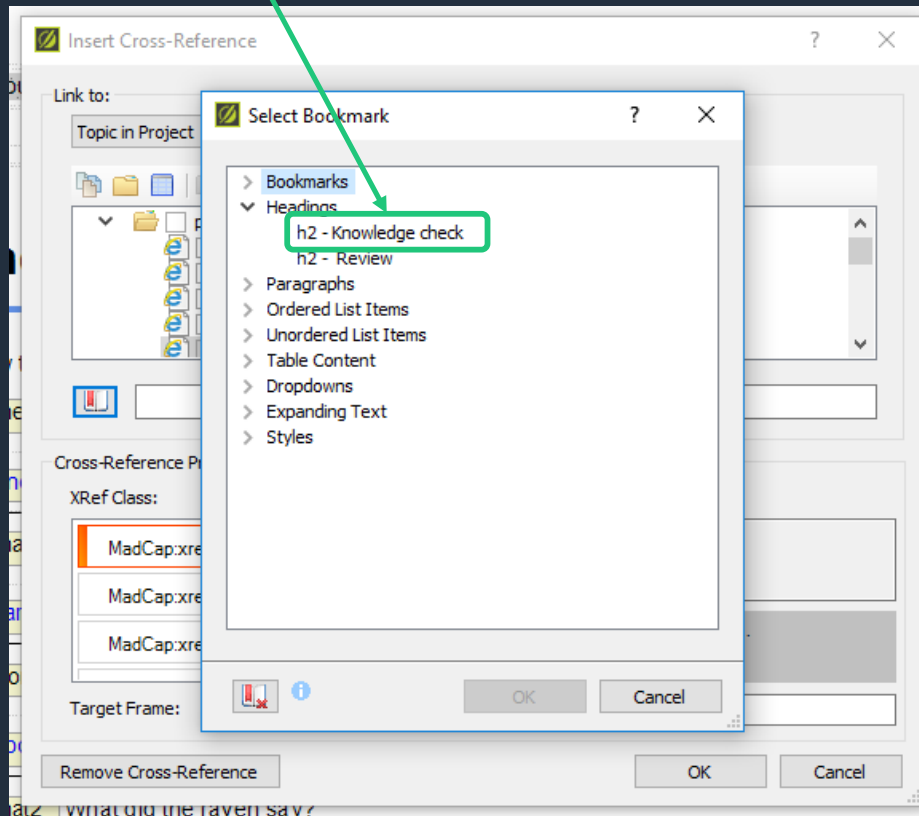 Insert Cross-Reference
Link to:
Topic in Project
Select Bookmark
Bookmarks
Headings
h2 - Knowledge check
h2 - Review
Paragraphs
Ordered List Items
Unordered List Items
Table Content
Dropdowns
Expanding Text
Styles
OK
Cancel
Cross-Reference Pr
XRef Class:
MadCap:xre
MadCap:xre
MadCap:xre
Target Frame:
Remove Cross-Reference
OK
Cancel
What did the raven say?